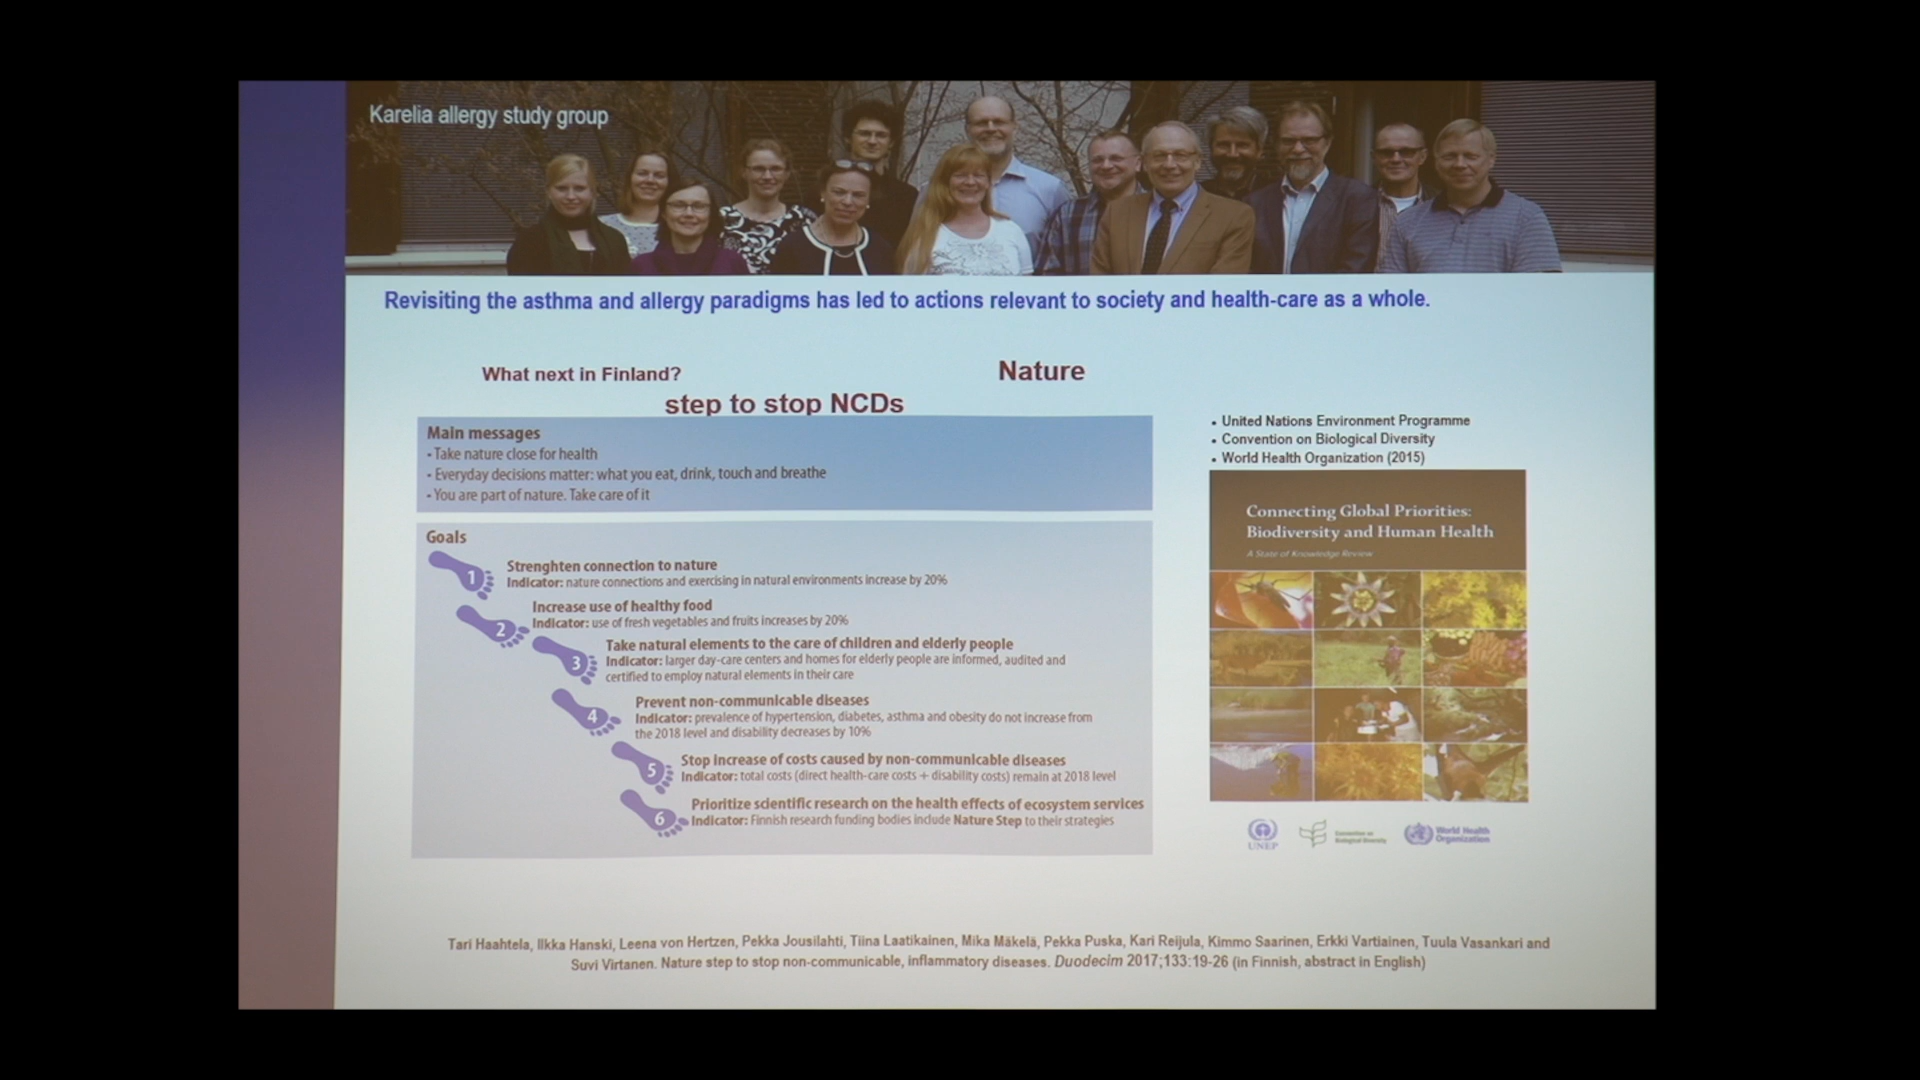 Karelia allergy study group
Revisiting the asthma and allergy paradigms has led to actions relevant to society and health-care as a whole.
What next in Finland?
Nature
step to stop NCDs
Main messages
• Take nature close for health
• Everyday decisions matter: what you eat, drink, touch and breathe
• You are part of nature. Take care of it
Goals
1
Strenghten connection to nature
Indicator: nature connections and exercising in natural environments increase by 20%
2
Increase use of healthy food
Indicator: use of fresh vegetables and fruits increases by 20%
3
Take natural elements to the care of children and elderly people
Indicator: larger day-care centers and homes for elderly people are informed, audited and
certified to employ natural elements in their care
4
Prevent non-communicable diseases
Indicator: prevalence of hypertension, diabetes, asthma and obesity do not increase from
the 2018 level and disability decreases by 10%
5
Stop increase of costs caused by non-communicable diseases
Indicator: total costs (direct health-care costs + disability costs) remain at 2018 level
6
Prioritize scientific research on the health effects of ecosystem services
Indicator: Finnish research funding bodies include Nature Step to their strategies
• United Nations Environment Programme
• Convention on Biological Diversity
• World Health Organization (2015)
Connecting Global Priorities:
Biodiversity and Human Health
A State of Knowledge Review
UNEP
Convention on
Biological Diversity
World Health
Organization
Tari Haahtela, Ilkka Hanski, Leena von Hertzen, Pekka Jousilahti, Tiina Laatikainen, Mika Mäkelä, Pekka Puska, Kari Reijula, Kimmo Saarinen, Erkki Vartiainen, Tuula Vasankari and
Suvi Virtanen. Nature step to stop non-communicable, inflammatory diseases. Duodecim 2017;133:19-26 (in Finnish, abstract in English)